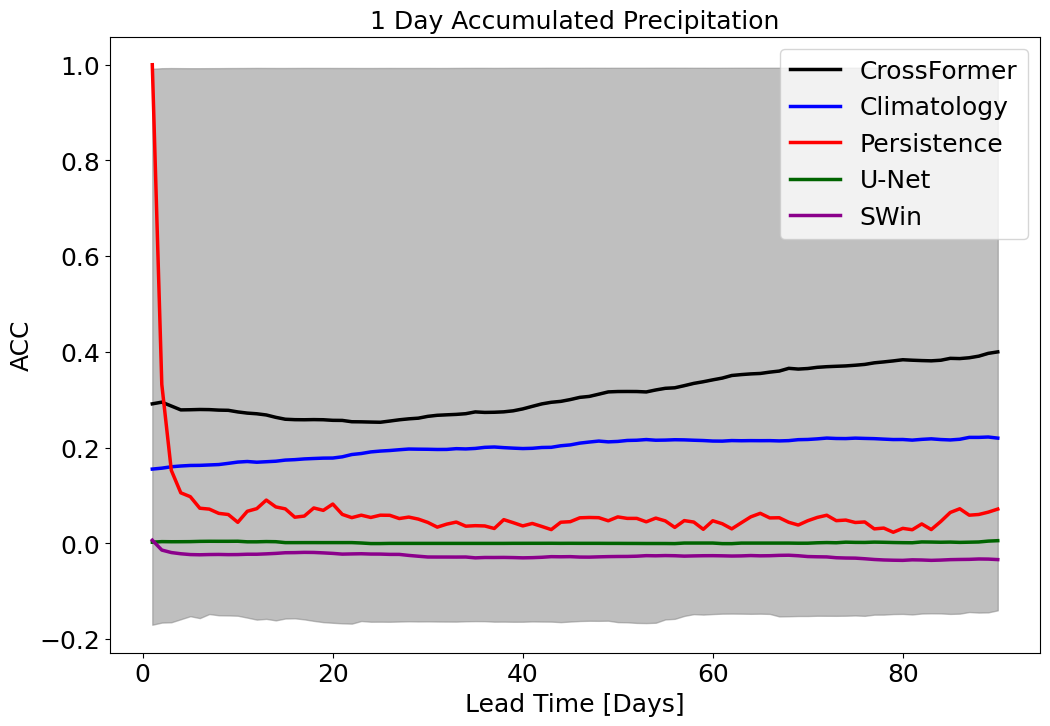 1 Day Accumulated Precipitation
1.0
0.8
0.6
0.4
0.2
0.0
−0.2
ACC
CrossFormer
Climatology
Persistence
U-Net
SWin
0
20
40
60
80
Lead Time [Days]